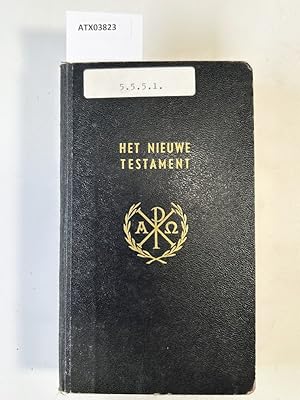 ATX03823
5.5.5.1.
HET NIEUWE
TESTAMENT
A Ω